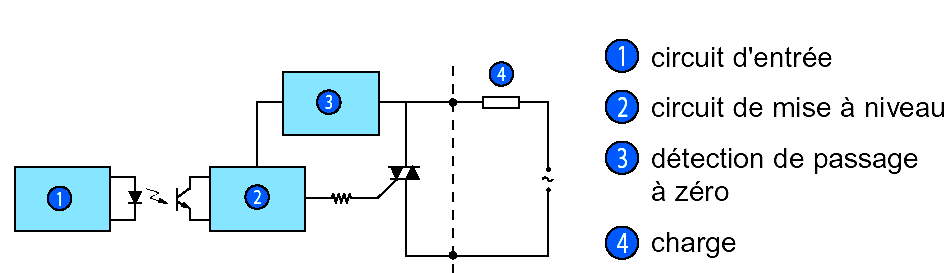 1 circuit d'entrée
4
2 circuit de mise à niveau
3
3 détection de passage
à zéro
1
2
~
4 charge